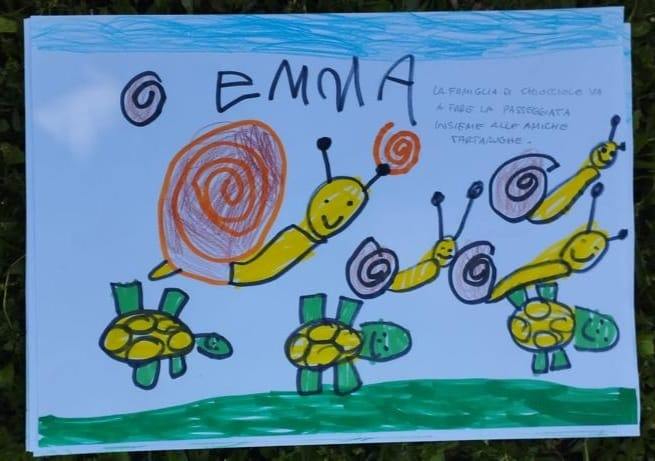 EMMA
LA FAMIGLIA DI CHIOCCIOLE VA
A FARE LA PASSEGGIATA
INSIEME ALLE AMICHE
TARTARUGHE.